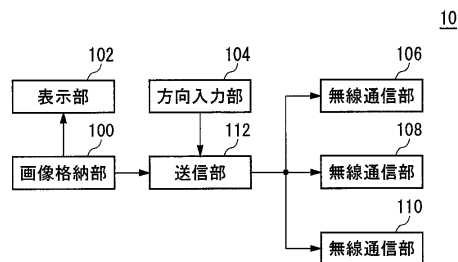 10
102
表示部
104
方向入力部
106
無線通信部
100
画像格納部
112
送信部
108
無線通信部
110
無線通信部